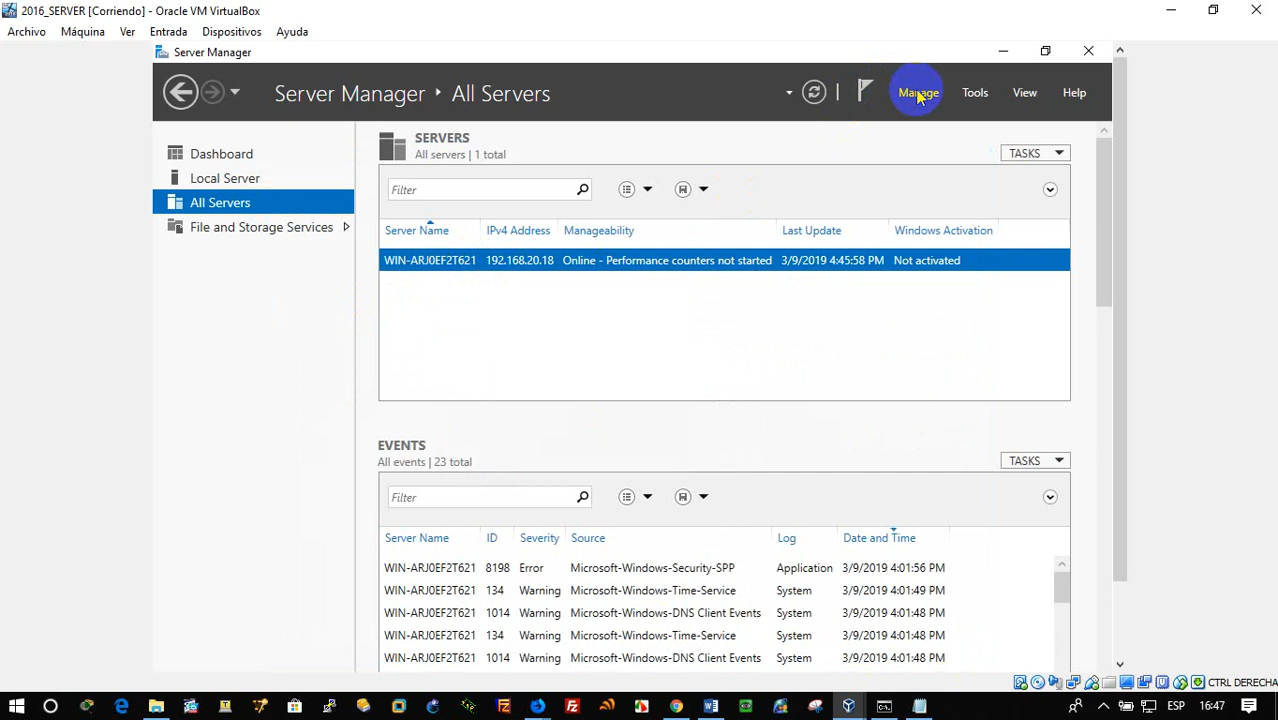 2016_SERVER [Corriendo] - Oracle VM VirtualBox
Archivo Máquina Ver Entrada Dispositivos Ayuda
Server Manager
Server Manager All Servers
Manage Tools View Help
Dashboard
Local Server
All Servers
File and Storage Services
SERVERS
All servers | 1 total
TASKS
Filter
Server Name IPv4 Address Manageability Last Update Windows Activation
WIN-ARJ0EF2T621 192.168.20.18 Online - Performance counters not started 3/9/2019 4:45:58 PM Not activated
EVENTS
All events | 23 total
TASKS
Filter
Server Name ID Severity Source Log Date and Time
WIN-ARJ0EF2T621 8198 Error Microsoft-Windows-Security-SPP Application 3/9/2019 4:01:56 PM
WIN-ARJ0EF2T621 134 Warning Microsoft-Windows-Time-Service System 3/9/2019 4:01:49 PM
WIN-ARJ0EF2T621 1014 Warning Microsoft-Windows-DNS Client Events System 3/9/2019 4:01:48 PM
WIN-ARJ0EF2T621 134 Warning Microsoft-Windows-Time-Service System 3/9/2019 4:01:48 PM
WIN-ARJ0EF2T621 1014 Warning Microsoft-Windows-DNS Client Events System 3/9/2019 4:01:48 PM
CTRL DERECHA
ESP 16:47